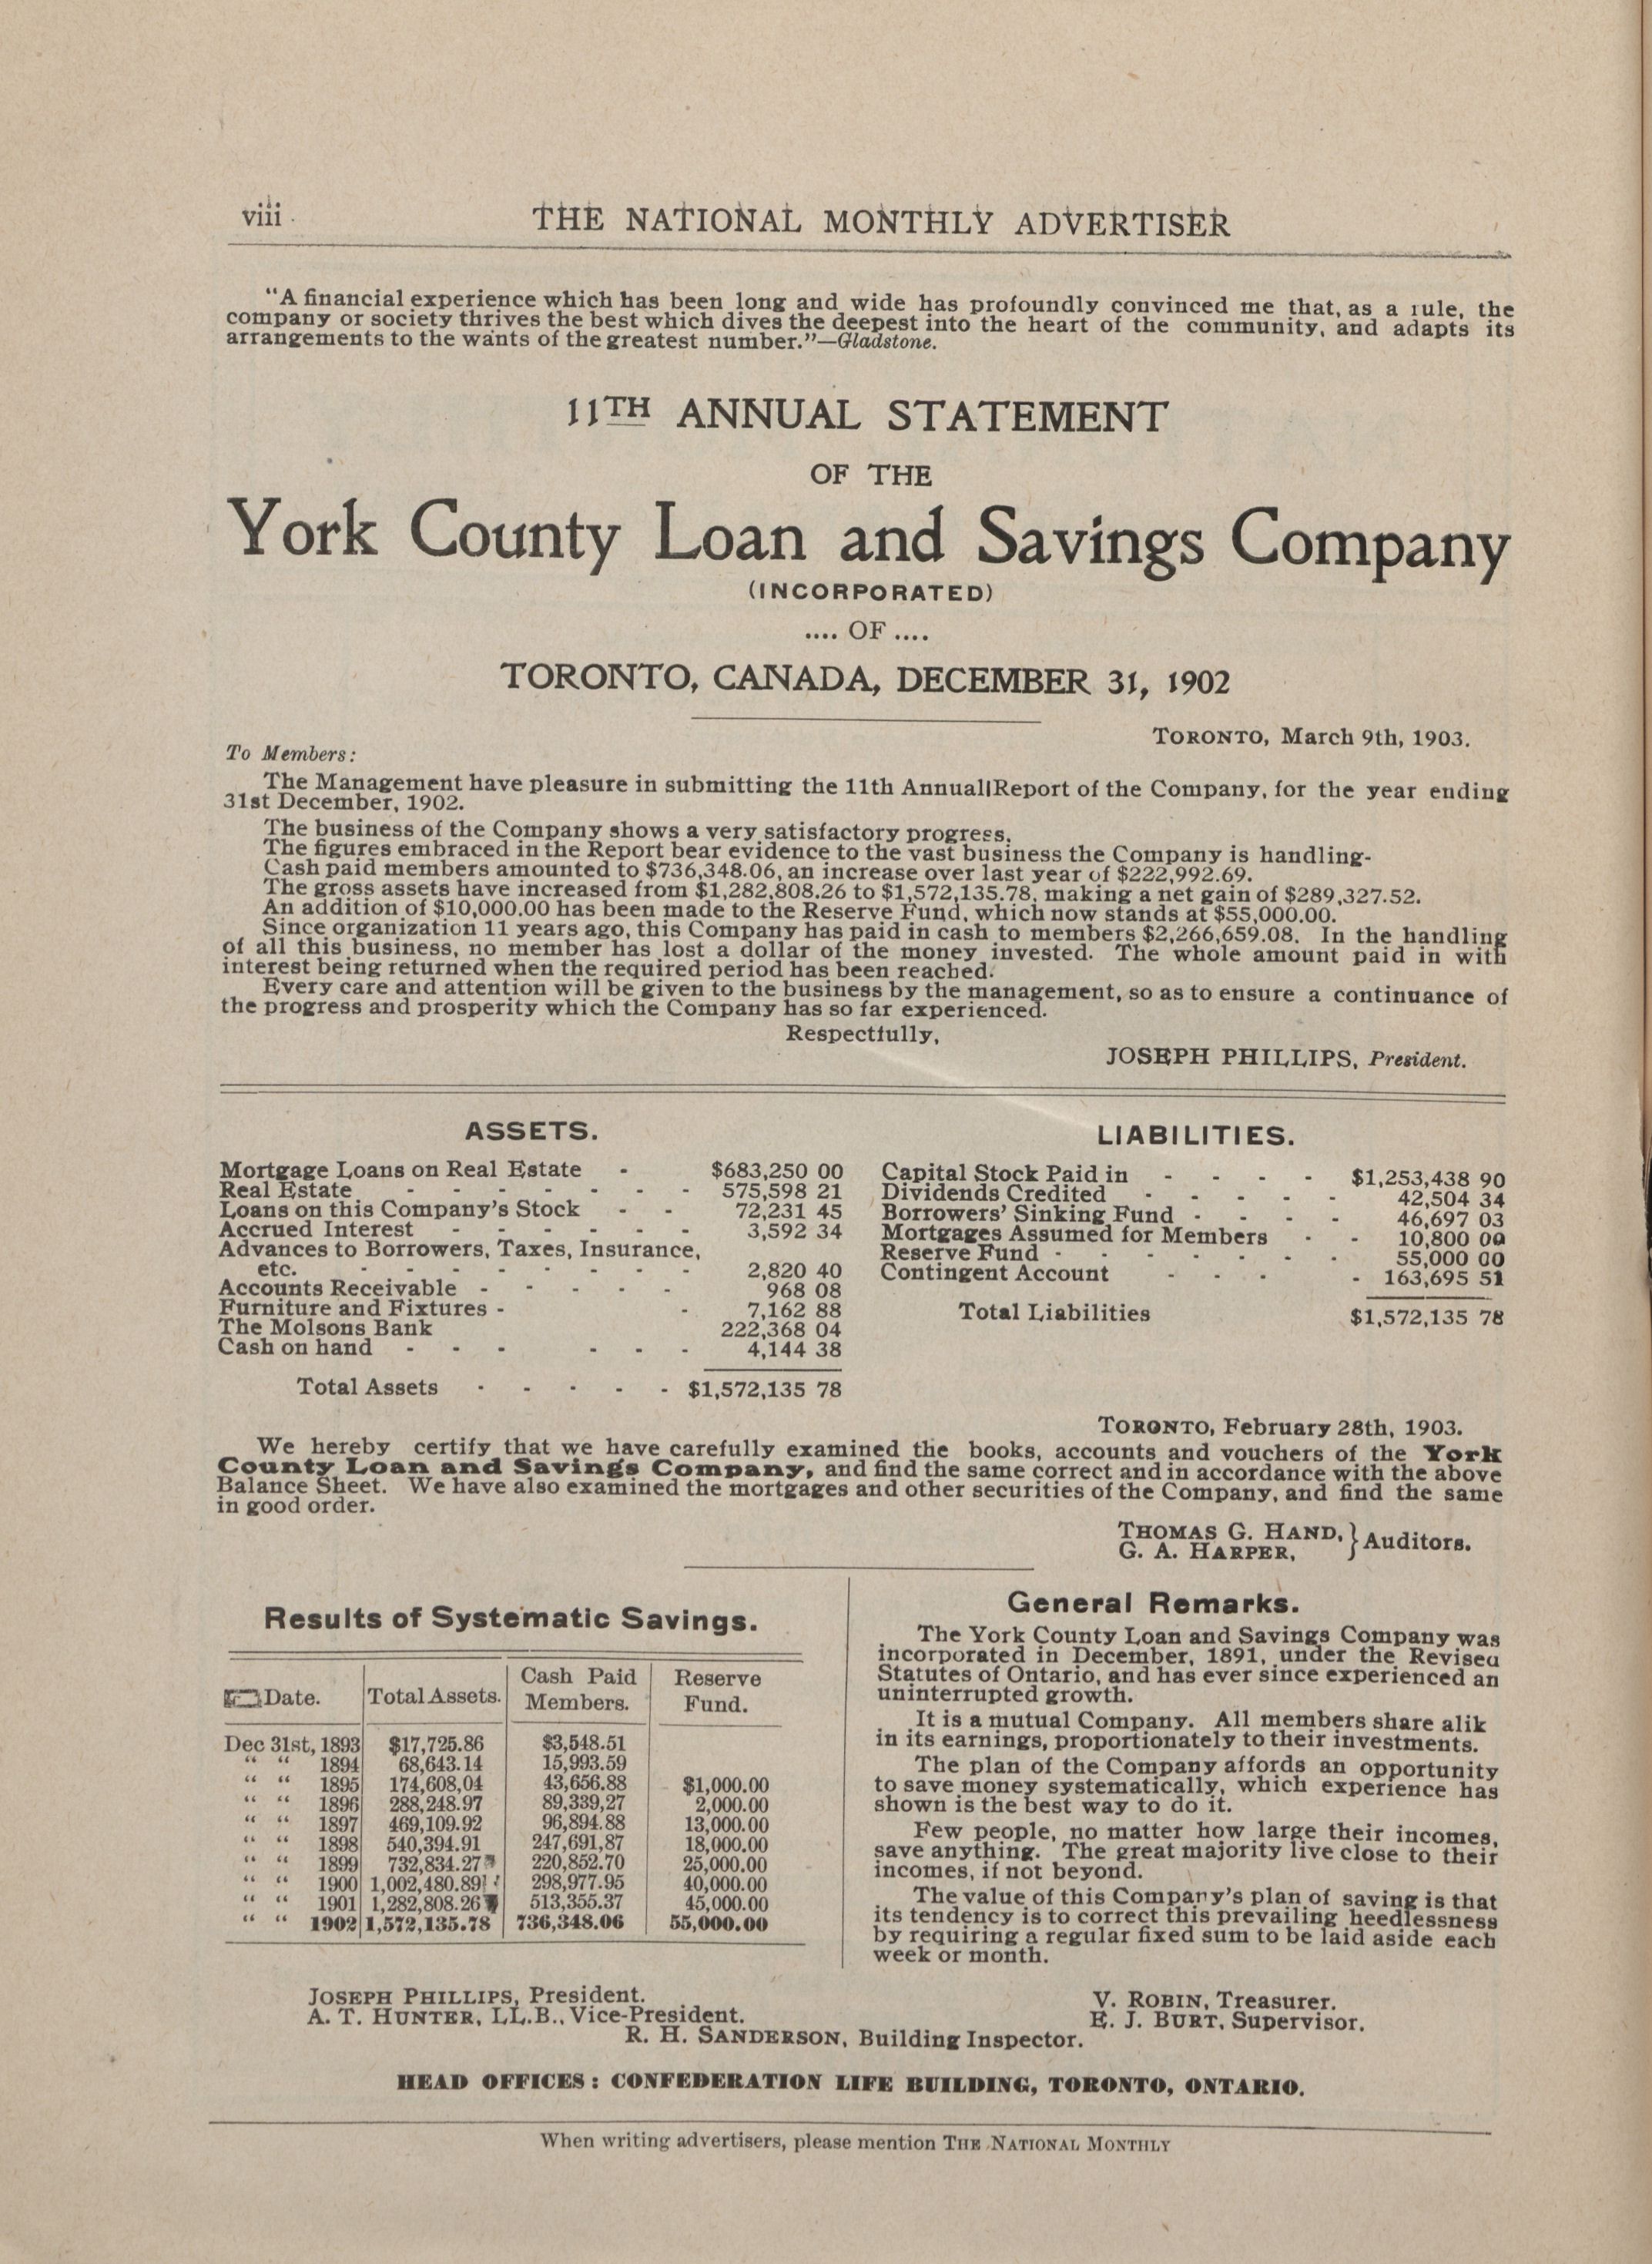 viii
THE NATIONAL MONTHLY ADVERTISER
"A financial experience which has been long and wide has profoundly convinced me that, as a rule, the
company or society thrives the best which dives the deepest into the heart of the community, and adapts its
arrangements to the wants of the greatest number."—Gladstone.
11TH ANNUAL STATEMENT
OF THE
York County Loan and Savings Company
(INCORPORATED)
.... OF ....
TORONTO, CANADA, DECEMBER 31, 1902
TORONTO, March 9th, 1903.
To Members:
The Management have pleasure in submitting the 11th Annual|Report of the Company, for the year ending
31st December, 1902.
The business of the Company shows a very satisfactory progress.
The figures embraced in the Report bear evidence to the vast business the Company is handling-
Cash paid members amounted to $736,348.06, an increase over last year of $222,992.69.
The gross assets have increased from $1,282,808.26 to $1,572,135.78, making a net gain of $289,327.52.
An addition of $10,000.00 has been made to the Reserve Fund, which now stands at $55,000.00.
Since organization 11 years ago, this Company has paid in cash to members $2,266,659.08. In the handling
of all this business, no member has lost a dollar of the money invested. The whole amount paid in with
interest being returned when the required period has been reached.
Every care and attention will be given to the business by the management, so as to ensure a continuance of
the progress and prosperity which the Company has so far experienced.
Respectfully,
JOSEPH PHILLIPS, President.
ASSETS.
Mortgage Loans on Real Estate - $683,250 00
Real Estate - - - - - - - 575,598 21
Loans on this Company's Stock - - 72,231 45
Accrued Interest - - - - - - 3,592 34
Advances to Borrowers, Taxes, Insurance,
etc. - - - - - - - - 2,820 40
Accounts Receivable - - - - - 968 08
Furniture and Fixtures - - 7,162 88
The Molsons Bank 222,368 04
Cash on hand - - - - - - 4,144 38
Total Assets - - - - - $1,572,135 78
LIABILITIES.
Capital Stock Paid in - - - - $1,253,438 90
Dividends Credited - - - - - 42,504 34
Borrowers' Sinking Fund - - - - 46,697 03
Mortgages Assumed for Members - - 10,800 00
Reserve Fund - - - - - - - 55,000 00
Contingent Account - - - - 163,695 51
Total Liabilities $1,572,135 78
TORONTO, February 28th, 1903.
We hereby certify that we have carefully examined the books, accounts and vouchers of the York
County Loan and Savings Company, and find the same correct and in accordance with the above
Balance Sheet. We have also examined the mortgages and other securities of the Company, and find the same
in good order.
THOMAS G. HAND, } Auditors.
G. A. HARPER,
Results of Systematic Savings.
Date. Total Assets. Cash Paid Members. Reserve Fund.
Dec 31st, 1893 $17,725.86 $3,548.51
" " 1894 68,643.14 15,993.59
" " 1895 174,608,04 43,656.88 $1,000.00
" " 1896 288,248.97 89,339,27 2,000.00
" " 1897 469,109.92 96,894.88 13,000.00
" " 1898 540,394.91 247,691,87 18,000.00
" " 1899 732,834.27 220,852.70 25,000.00
" " 1900 1,002,480.89 298,977.95 40,000.00
" " 1901 1,282,808.26 513,355.37 45,000.00
" " 1902 1,572,135.78 736,348.06 55,000.00
General Remarks.
The York County Loan and Savings Company was
incorporated in December, 1891, under the Revised
Statutes of Ontario, and has ever since experienced an
uninterrupted growth.
It is a mutual Company. All members share alik
in its earnings, proportionately to their investments.
The plan of the Company affords an opportunity
to save money systematically, which experience has
shown is the best way to do it.
Few people, no matter how large their incomes,
save anything. The great majority live close to their
incomes, if not beyond.
The value of this Company's plan of saving is that
its tendency is to correct this prevailing heedlessness
by requiring a regular fixed sum to be laid aside each
week or month.
JOSEPH PHILLIPS, President.
A. T. HUNTER, LL.B., Vice-President.
V. ROBIN, Treasurer.
E. J. BURT, Supervisor.
R. H. SANDERSON, Building Inspector.
HEAD OFFICES: CONFEDERATION LIFE BUILDING, TORONTO, ONTARIO.
When writing advertisers, please mention THE NATIONAL MONTHLY